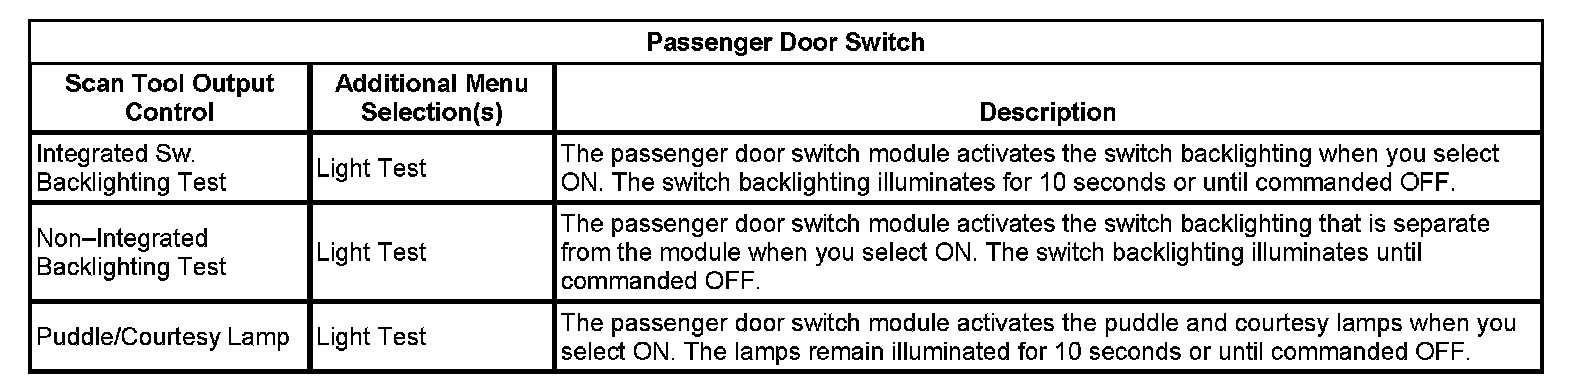 Passenger Door Switch
Scan Tool Output
Control
Additional Menu
Selection(s)
Description
Integrated Sw.
Backlighting Test
Light Test
The passenger door switch module activates the switch backlighting when you select
ON. The switch backlighting illuminates for 10 seconds or until commanded OFF.
Non–Integrated
Backlighting Test
Light Test
The passenger door switch module activates the switch backlighting that is separate
from the module when you select ON. The switch backlighting illuminates until
commanded OFF.
Puddle/Courtesy Lamp
Light Test
The passenger door switch module activates the puddle and courtesy lamps when you
select ON. The lamps remain illuminated for 10 seconds or until commanded OFF.